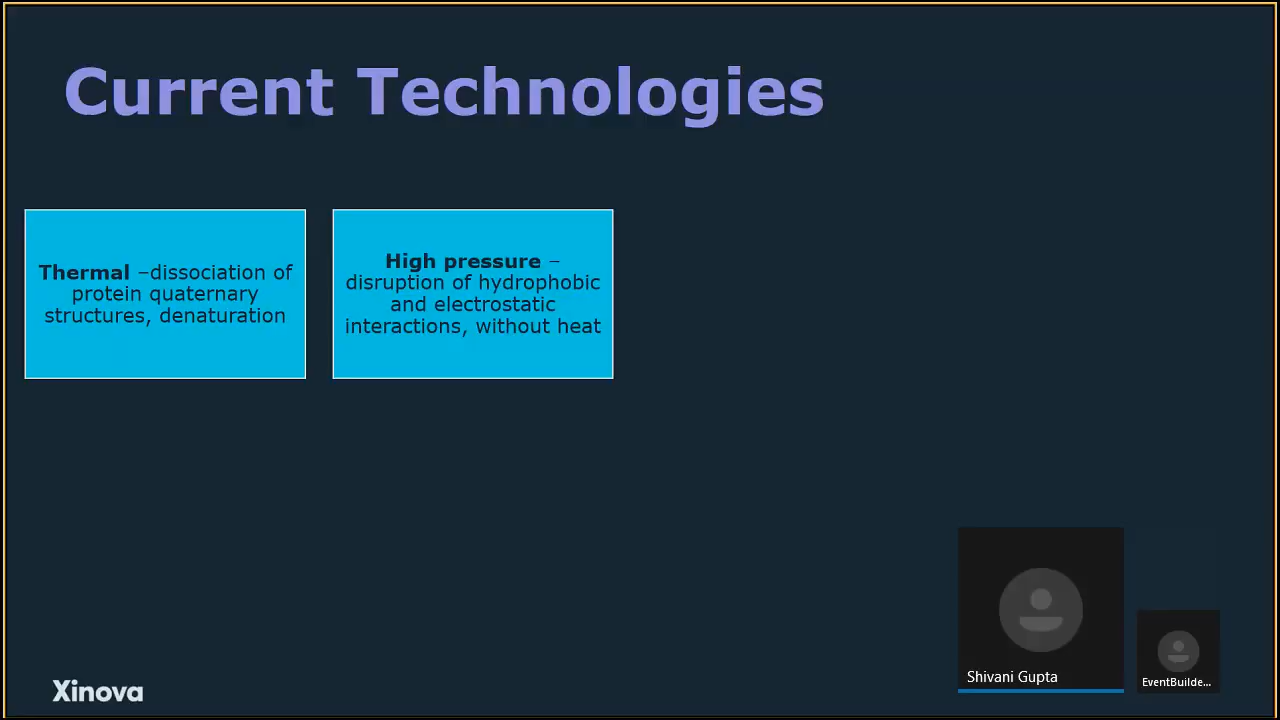 Current Technologies
Thermal –dissociation of
protein quaternary
structures, denaturation
High pressure –
disruption of hydrophobic
and electrostatic
interactions, without heat
Xinova
Shivani Gupta
EventBuilde...